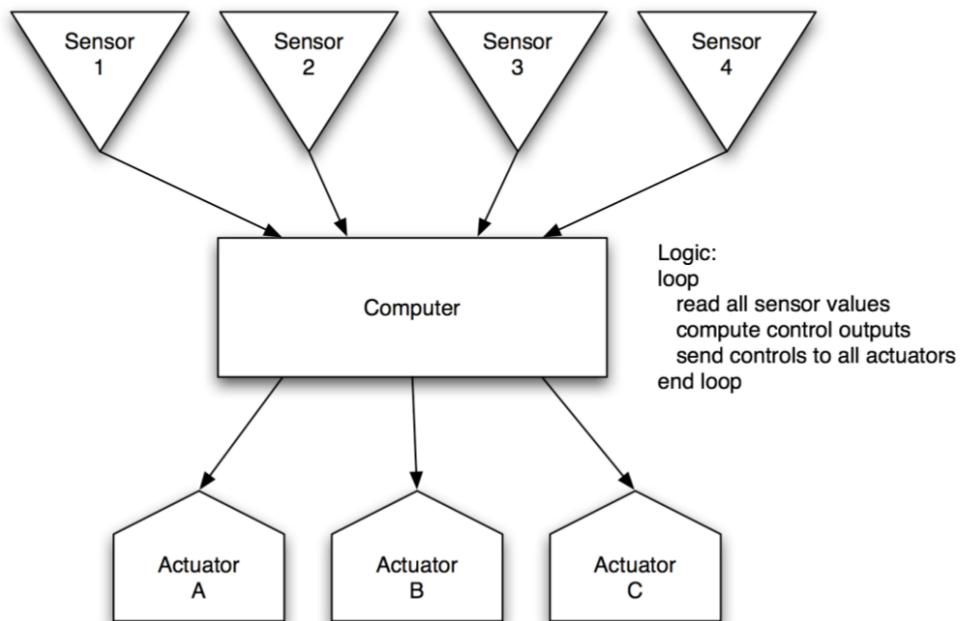 Sensor
1
Sensor
2
Sensor
3
Sensor
4
Computer
Logic:
loop
read all sensor values
compute control outputs
send controls to all actuators
end loop
Actuator
A
Actuator
B
Actuator
C